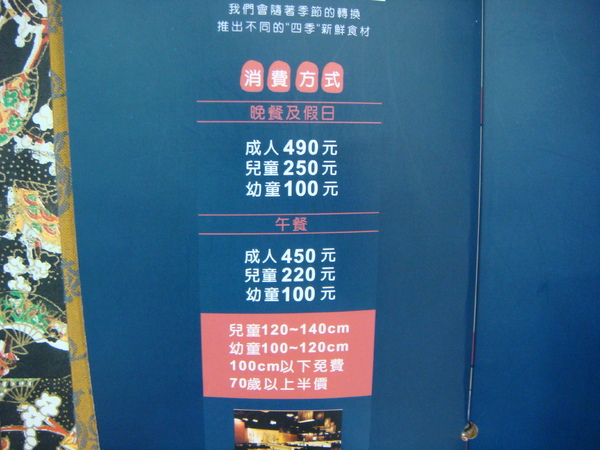 我們會隨著季節的轉換
推出不同的"四季"新鮮食材
消費方式
晚餐及假日
成人490元
兒童250元
幼童100元
午餐
成人450元
兒童220元
幼童100元
兒童120~140cm
幼童100~120cm
100cm以下免費
70歲以上半價